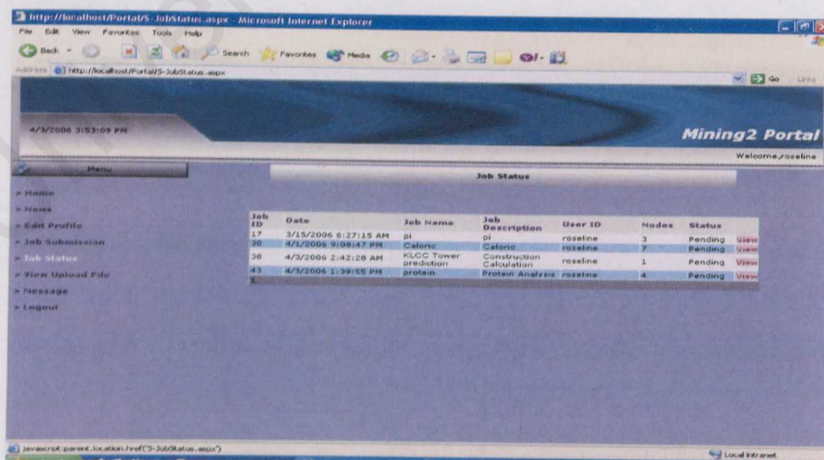 http://localhost/Portal/5-JobStatus.aspx - Microsoft Internet Explorer
File Edit View Favorites Tools Help
Back Search Favorites Media
Address http://localhost/Portal/5-JobStatus.aspx Go Links
4/3/2006 3:53:09 PM
Mining2 Portal
Welcome,roseline
Menu
Job Status
» Home
» News
» Edit Profile
» Job Submission
» Job Status
» View Upload File
» Message
» Logout
Job ID Date Job Name Job Description User ID Nodes Status
17 3/15/2006 6:27:15 AM pi pi roseline 3 Pending View
30 4/1/2006 9:08:47 PM Caloric Caloric roseline 7 Pending View
38 4/3/2006 2:42:28 AM KLCC Tower prediction Construction Calculation roseline 1 Pending View
43 4/3/2006 1:39:55 PM protein Protein Analysis roseline 4 Pending View
javascript:parent.location.href('5-JobStatus.aspx')
Local intranet